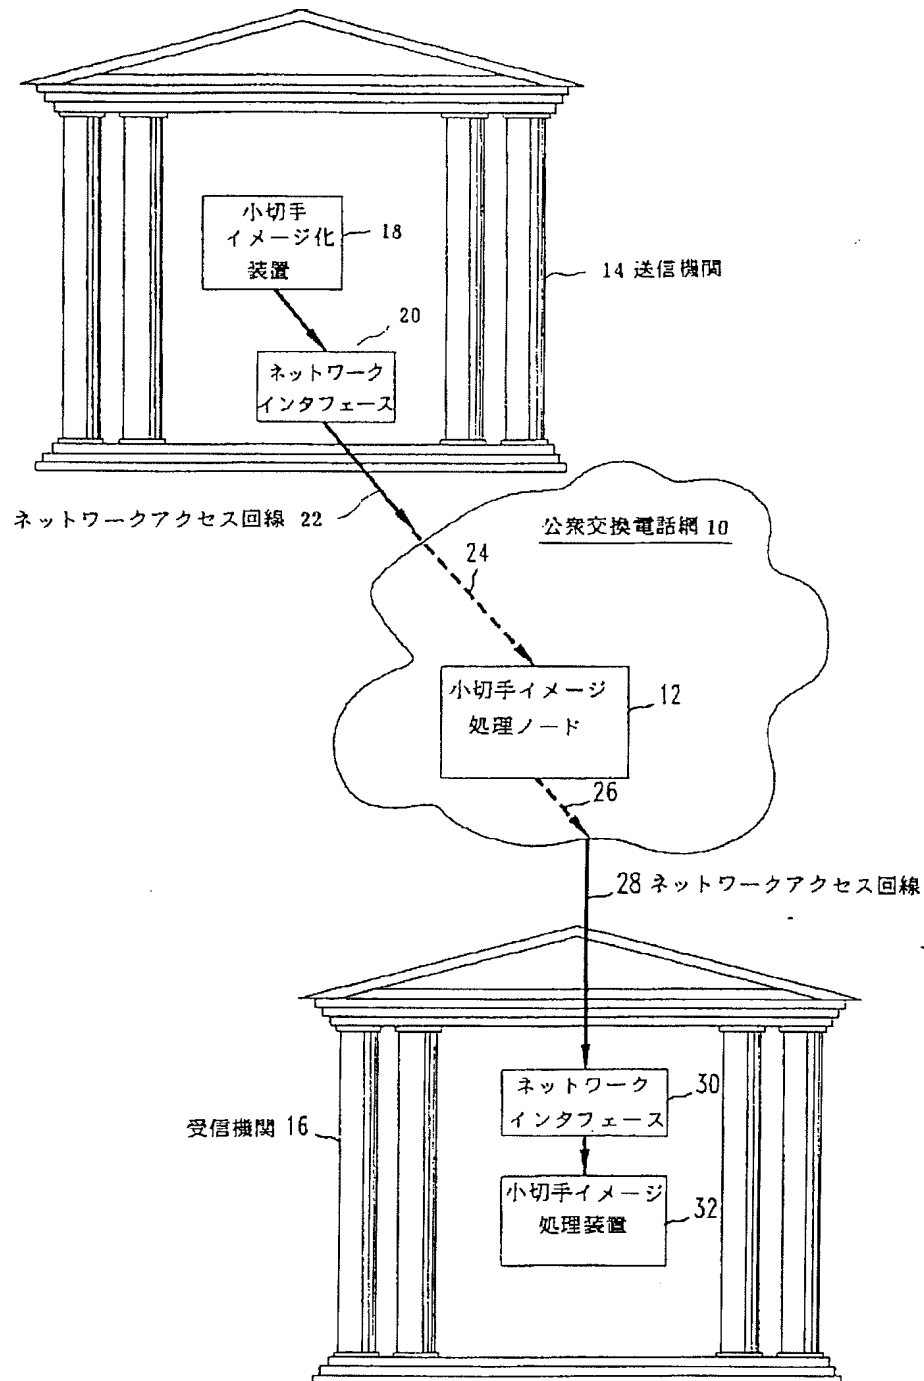 小切手
イメージ化
装置
18
14 送信機関
20
ネットワーク
インタフェース
ネットワークアクセス回線 22
公衆交換電話網 10
24
小切手イメージ
処理ノード
12
26
28 ネットワークアクセス回線
ネットワーク
インタフェース
30
受信機関 16
小切手イメージ
処理装置
32